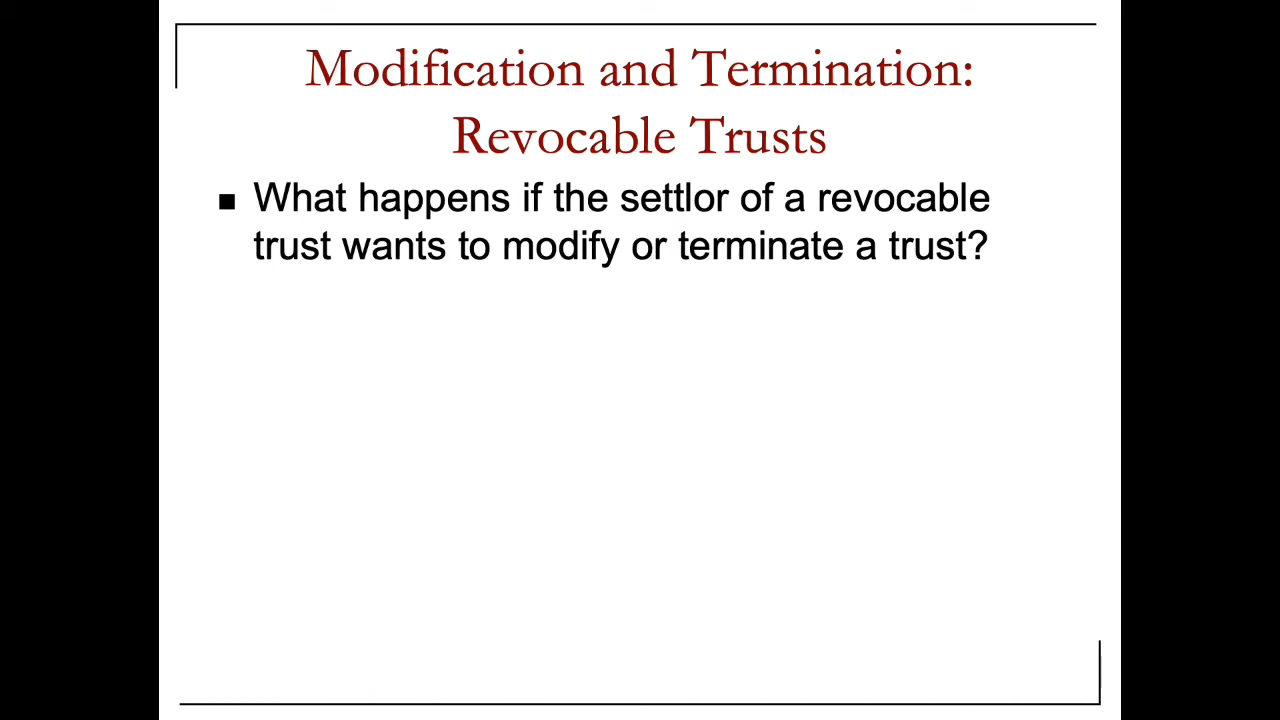 Modification and Termination:
Revocable Trusts
■ What happens if the settlor of a revocable
trust wants to modify or terminate a trust?